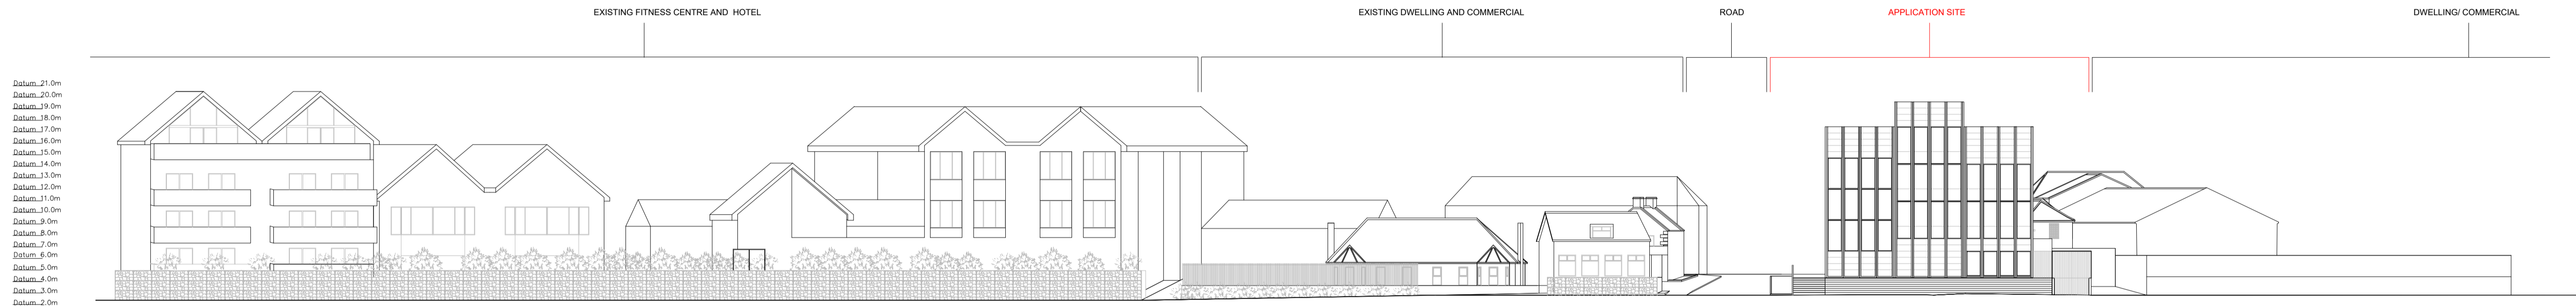 EXISTING FITNESS CENTRE AND HOTEL
EXISTING DWELLING AND COMMERCIAL
ROAD
APPLICATION SITE
DWELLING/ COMMERCIAL
Datum 21.0m
Datum 20.0m
Datum 19.0m
Datum 18.0m
Datum 17.0m
Datum 16.0m
Datum 15.0m
Datum 14.0m
Datum 13.0m
Datum 12.0m
Datum 11.0m
Datum 10.0m
Datum 9.0m
Datum 8.0m
Datum 7.0m
Datum 6.0m
Datum 5.0m
Datum 4.0m
Datum 3.0m
Datum 2.0m